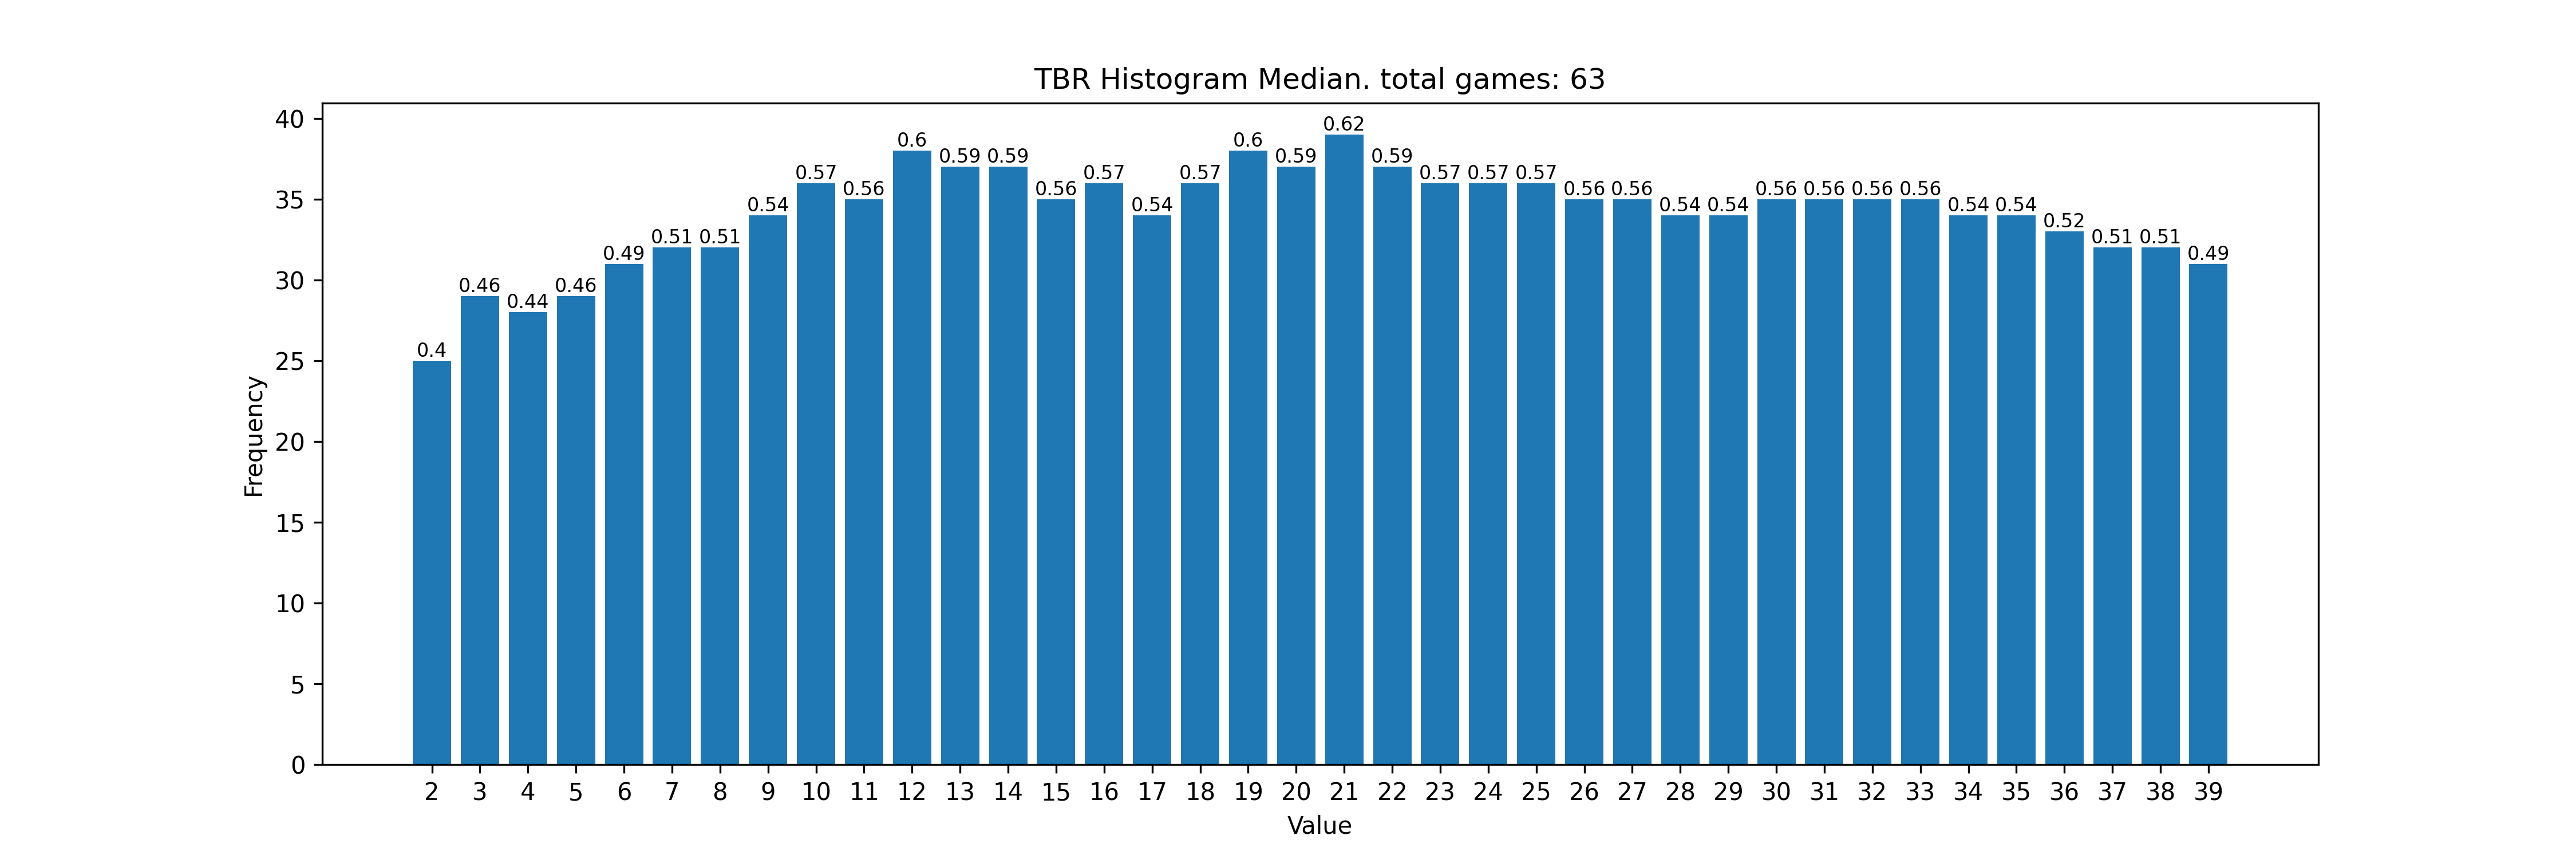 TBR Histogram Median. total games: 63
40
35
30
25
20
15
10
5
0
Frequency
0.4 0.46 0.44 0.46 0.49 0.51 0.51 0.54 0.57 0.56 0.6 0.59 0.59 0.56 0.57 0.54 0.57 0.6 0.59 0.62 0.59 0.57 0.57 0.57 0.56 0.56 0.54 0.54 0.56 0.56 0.56 0.56 0.54 0.54 0.52 0.51 0.51 0.49
2 3 4 5 6 7 8 9 10 11 12 13 14 15 16 17 18 19 20 21 22 23 24 25 26 27 28 29 30 31 32 33 34 35 36 37 38 39
Value